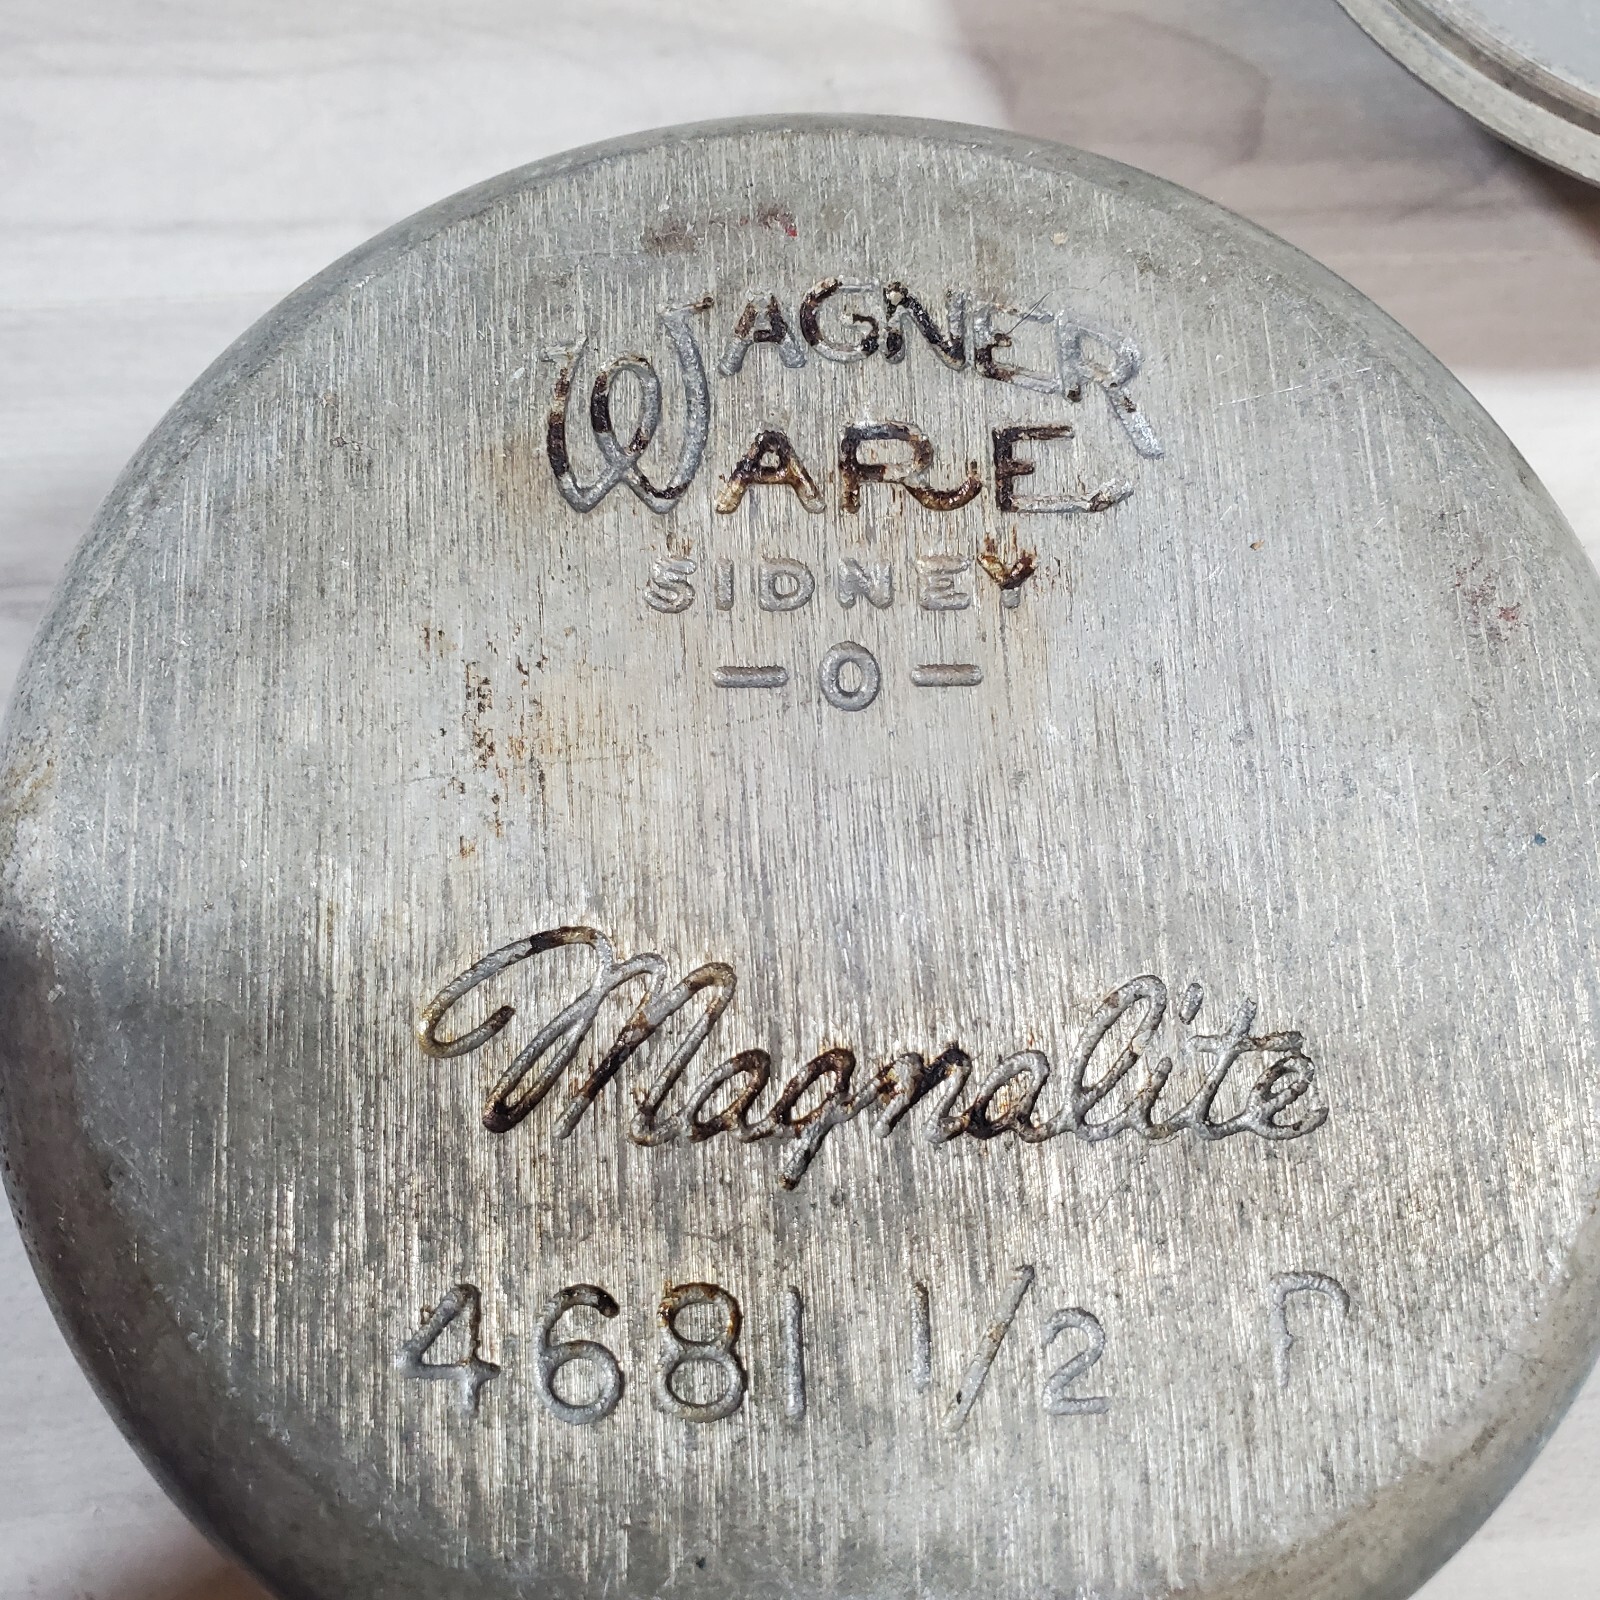 WAGNER
WARE
SIDNEY
-O-
Magnalite
4681 1/2 P